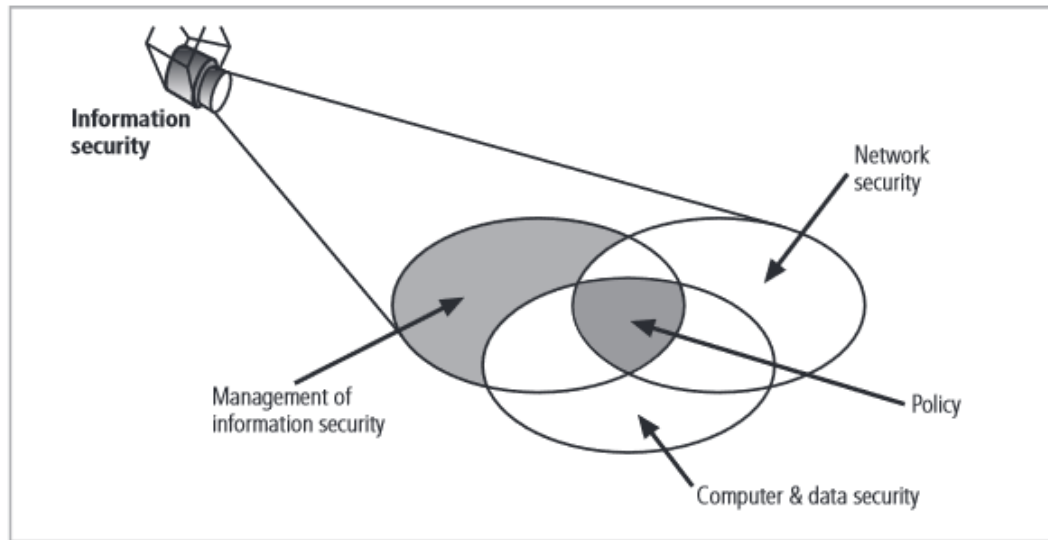 Information
security
Network
security
Management of
information security
Policy
Computer & data security